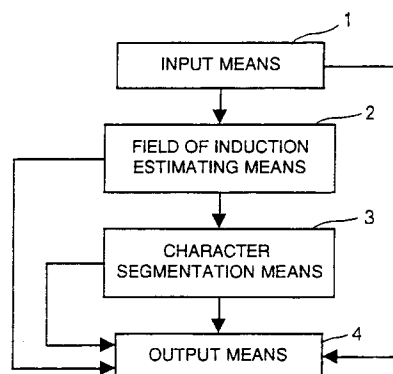 1
INPUT MEANS
2
FIELD OF INDUCTION
ESTIMATING MEANS
3
CHARACTER
SEGMENTATION MEANS
4
OUTPUT MEANS